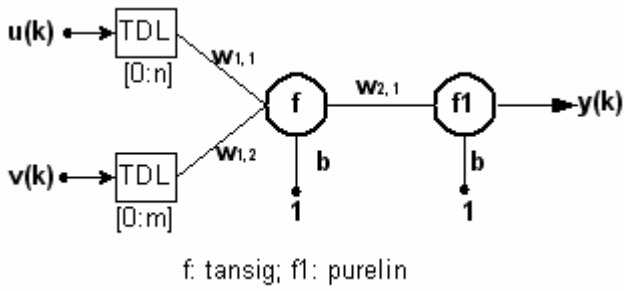 u(k)
TDL
[0:n]
w1,1
f
w2,1
f1
y(k)
v(k)
TDL
[0:m]
w1,2
b
1
b
1
f: tansig; f1: purelin